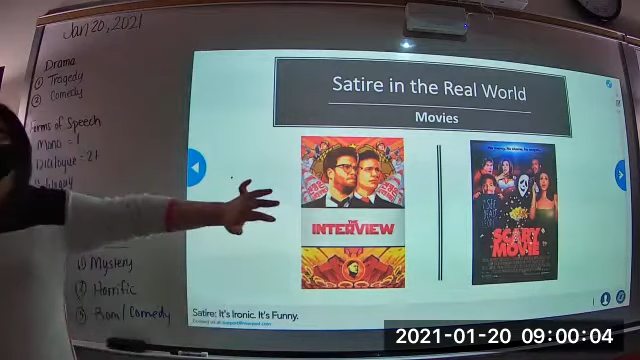 Jan 20, 2021
Drama
① Tragedy
② Comedy
Forms of Speech
Mono = 1
Dialogue = 2+
① Mystery
② Horrific
③ Rom/Comedy
Satire in the Real World
Movies
THE
INTERVIEW
SCARY
MOVIE
Satire: It's Ironic. It's Funny.
2021-01-20 09:00:04